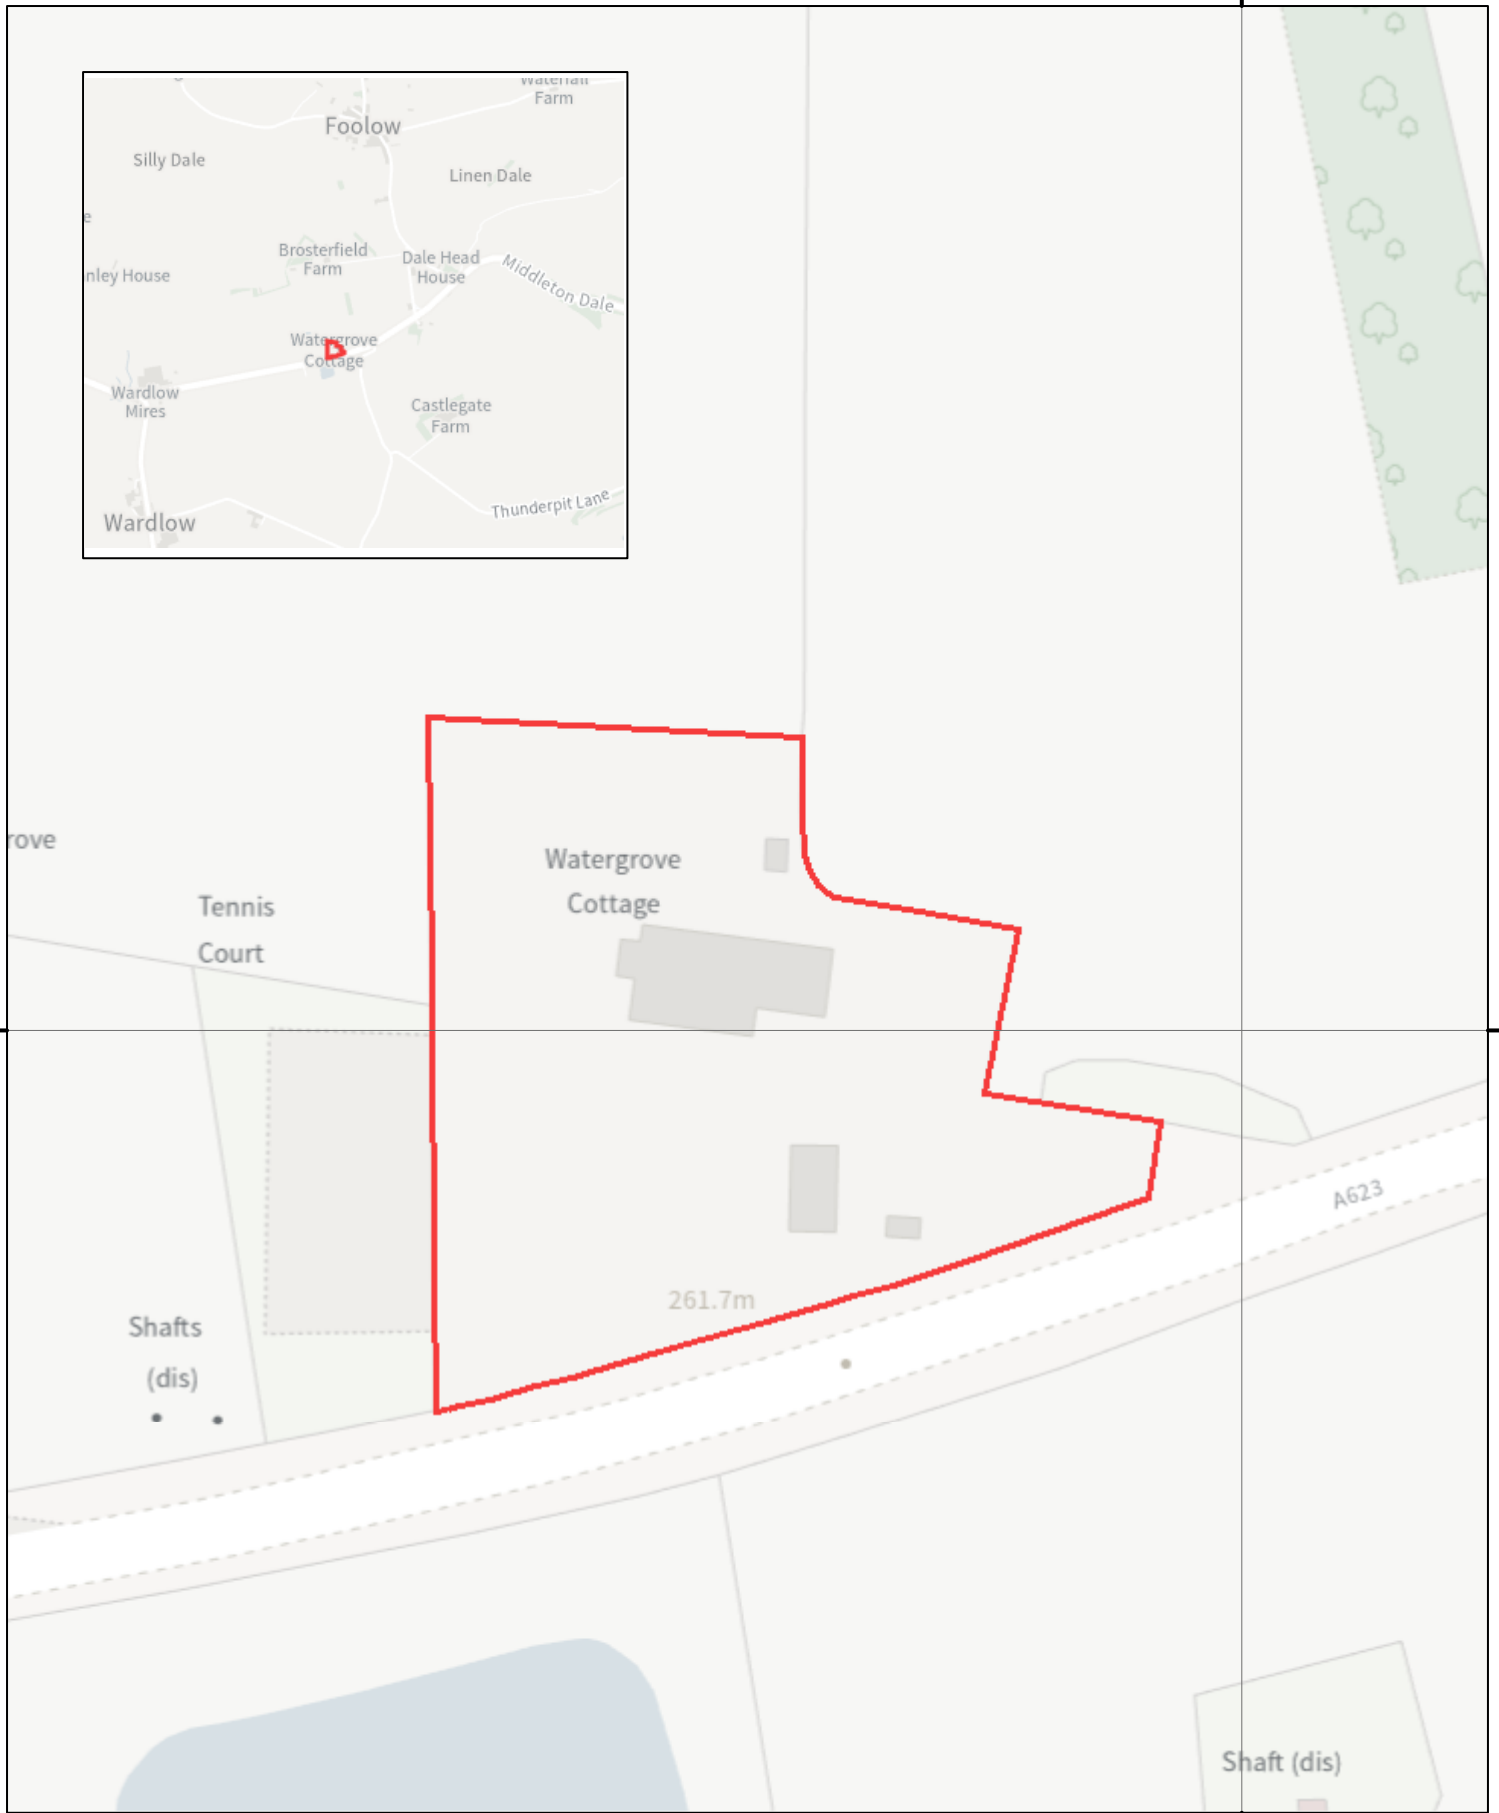 Waterfall
Farm
Foolow
Silly Dale
Linen Dale
e
Brosterfield
Farm
Dale Head
House
Middleton Dale
nley House
Watergrove
Cottage
Wardlow
Mires
Castlegate
Farm
Thunderpit Lane
Wardlow
rove
Watergrove
Cottage
Tennis
Court
A623
261.7m
Shafts
(dis)
Shaft (dis)